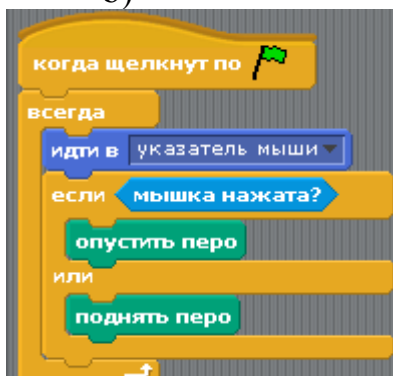 когда щелкнут по
всегда
идти в указатель мыши
если мышка нажата?
опустить перо
или
поднять перо